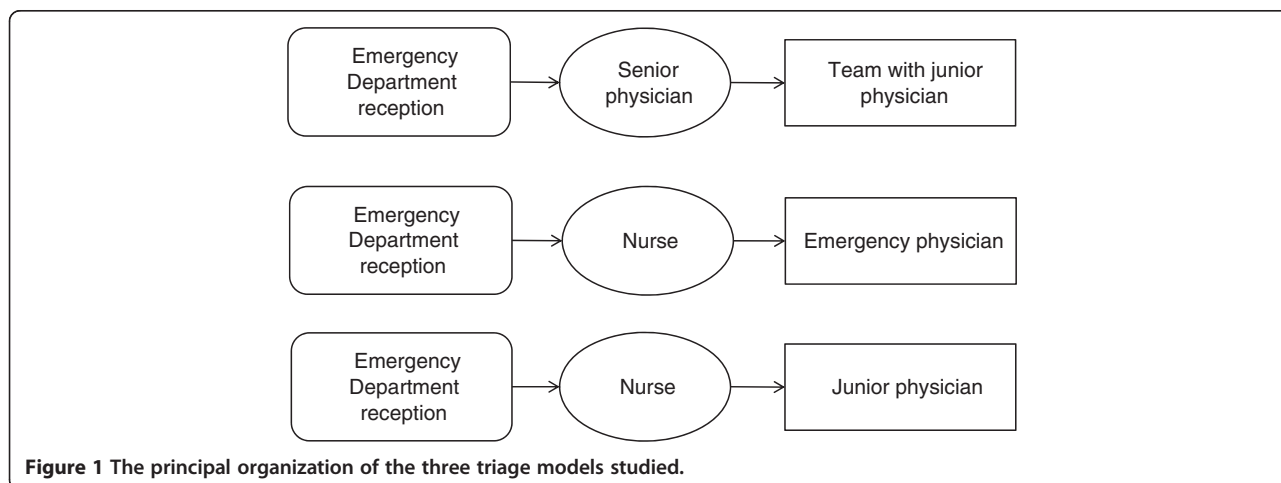 Emergency
Department
reception
Senior
physician
Team with junior
physician
Emergency
Department
reception
Nurse
Emergency physician
Emergency
Department
reception
Nurse
Junior physician
Figure 1 The principal organization of the three triage models studied.